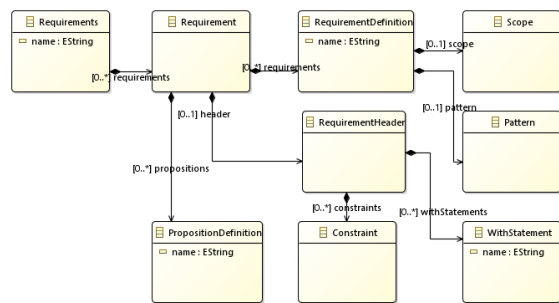 Requirements
name : EString
[0..*] requirements
Requirement
[0..*] requirements
RequirementDefinition
name : EString
[0..1] scope
Scope
[0..1] pattern
[0..1] header
RequirementHeader
Pattern
[0..*] propositions
[0..*] constraints
[0..*] withStatements
PropositionDefinition
name : EString
Constraint
WithStatement
name : EString